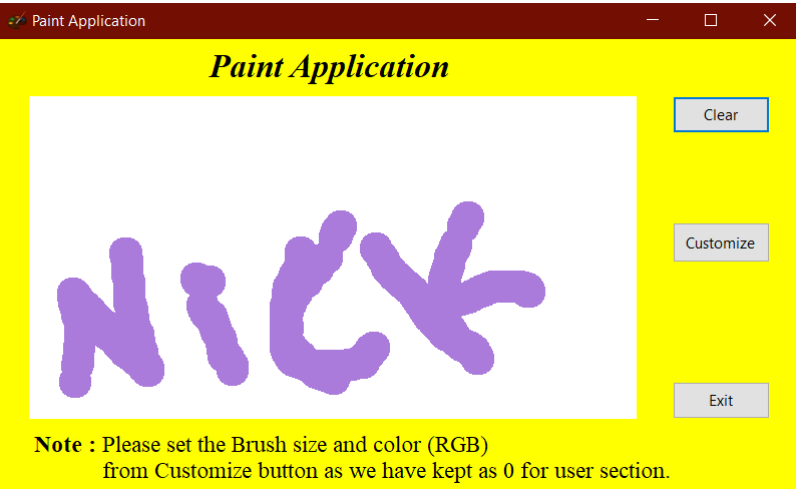 Paint Application
Paint Application
Clear
NiCK
Customize
Exit
Note : Please set the Brush size and color (RGB)
from Customize button as we have kept as 0 for user section.